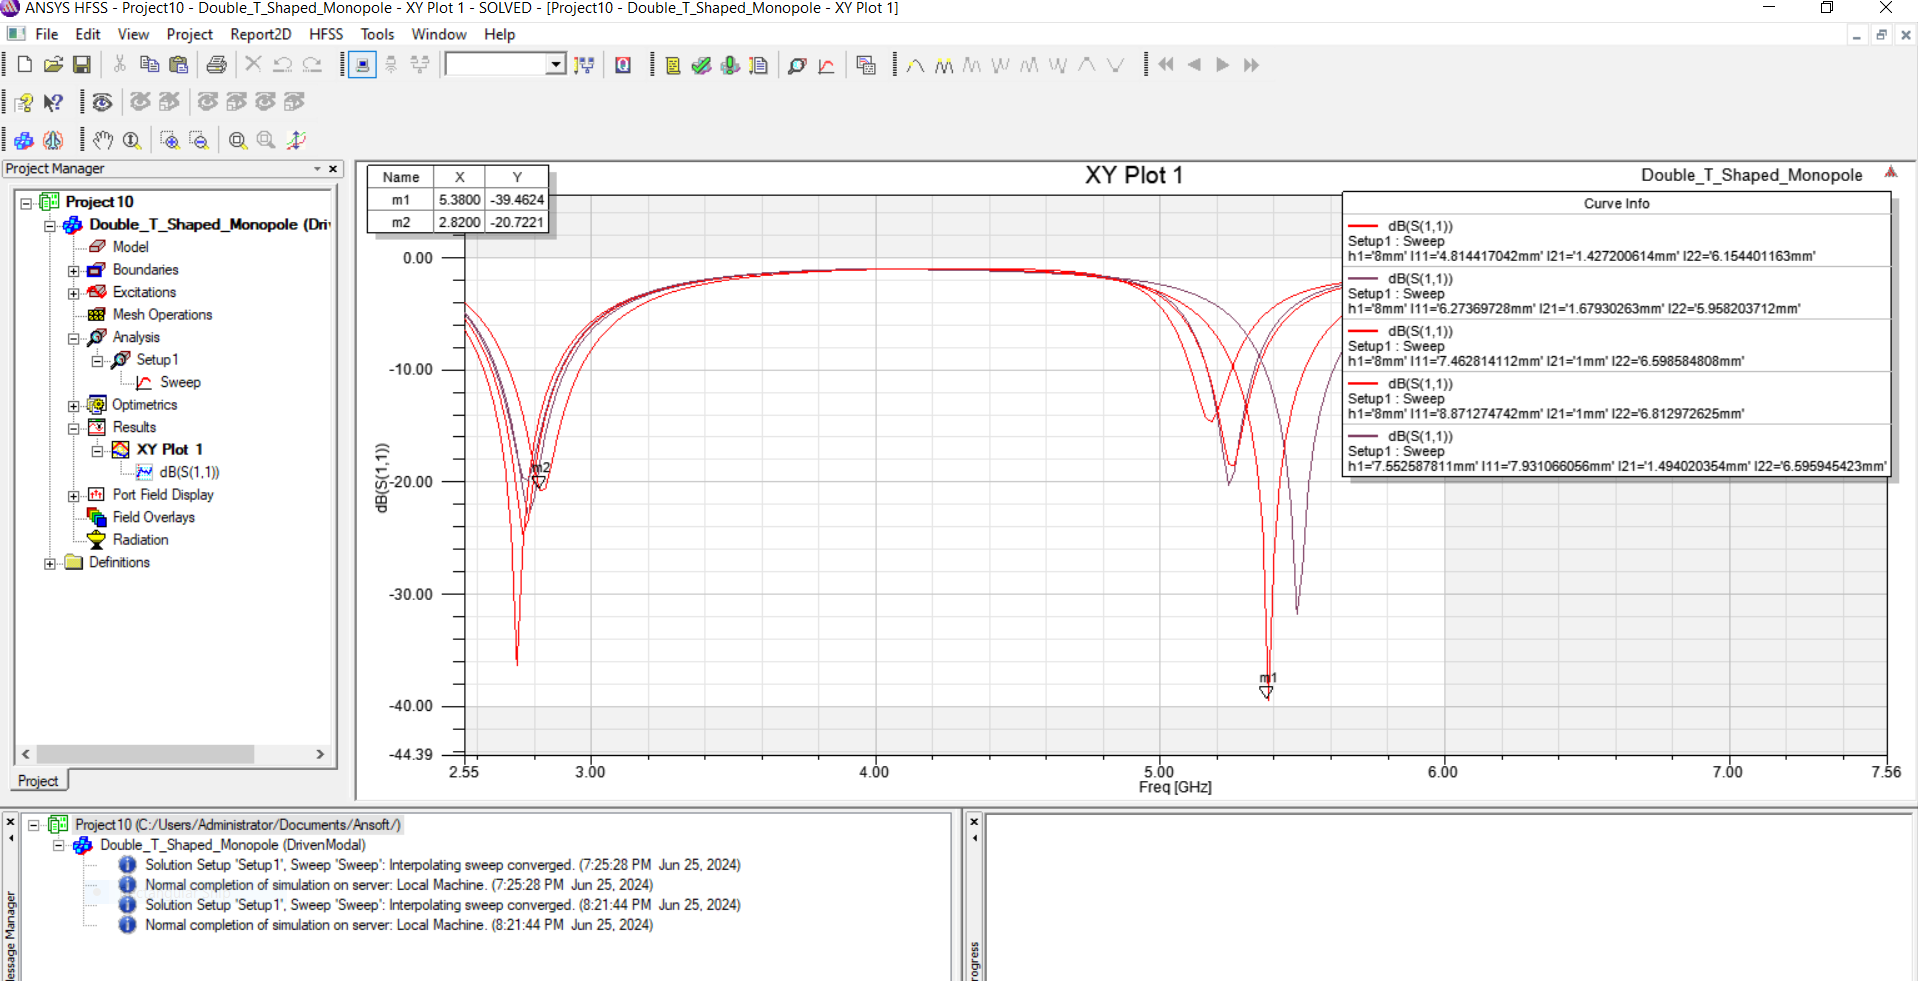 ANSYS HFSS - Project10 - Double_T_Shaped_Monopole - XY Plot 1 - SOLVED - [Project10 - Double_T_Shaped_Monopole - XY Plot 1]
File Edit View Project Report2D HFSS Tools Window Help
Project Manager
Project10
Double_T_Shaped_Monopole (Dri
Model
Boundaries
Excitations
Mesh Operations
Analysis
Setup1
Sweep
Optimetrics
Results
XY Plot 1
dB(S(1,1))
Port Field Display
Field Overlays
Radiation
Definitions
Project
Name X Y
m1 5.3800 -39.4624
m2 2.8200 -20.7221
XY Plot 1
Double_T_Shaped_Monopole
Curve Info
dB(S(1,1))
Setup1 : Sweep
h1='8mm' l11='4.814417042mm' l21='1.427200614mm' l22='6.154401163mm'
dB(S(1,1))
Setup1 : Sweep
h1='8mm' l11='6.27369728mm' l21='1.67930263mm' l22='5.958203712mm'
dB(S(1,1))
Setup1 : Sweep
h1='8mm' l11='7.462814112mm' l21='1mm' l22='6.598584808mm'
dB(S(1,1))
Setup1 : Sweep
h1='8mm' l11='8.871274742mm' l21='1mm' l22='6.812972625mm'
dB(S(1,1))
Setup1 : Sweep
h1='7.552587811mm' l11='7.931066056mm' l21='1.494020354mm' l22='6.595945423mm'
0.00
-10.00
-20.00
-30.00
-40.00
-44.39
dB(S(1,1))
m2
m1
2.55 3.00 4.00 5.00 6.00 7.00 7.56
Freq [GHz]
Project10 (C:/Users/Administrator/Documents/Ansoft/)
Double_T_Shaped_Monopole (DrivenModal)
Solution Setup 'Setup1', Sweep 'Sweep': Interpolating sweep converged. (7:25:28 PM Jun 25, 2024)
Normal completion of simulation on server: Local Machine. (7:25:28 PM Jun 25, 2024)
Solution Setup 'Setup1', Sweep 'Sweep': Interpolating sweep converged. (8:21:44 PM Jun 25, 2024)
Normal completion of simulation on server: Local Machine. (8:21:44 PM Jun 25, 2024)
essage Manager
ogress